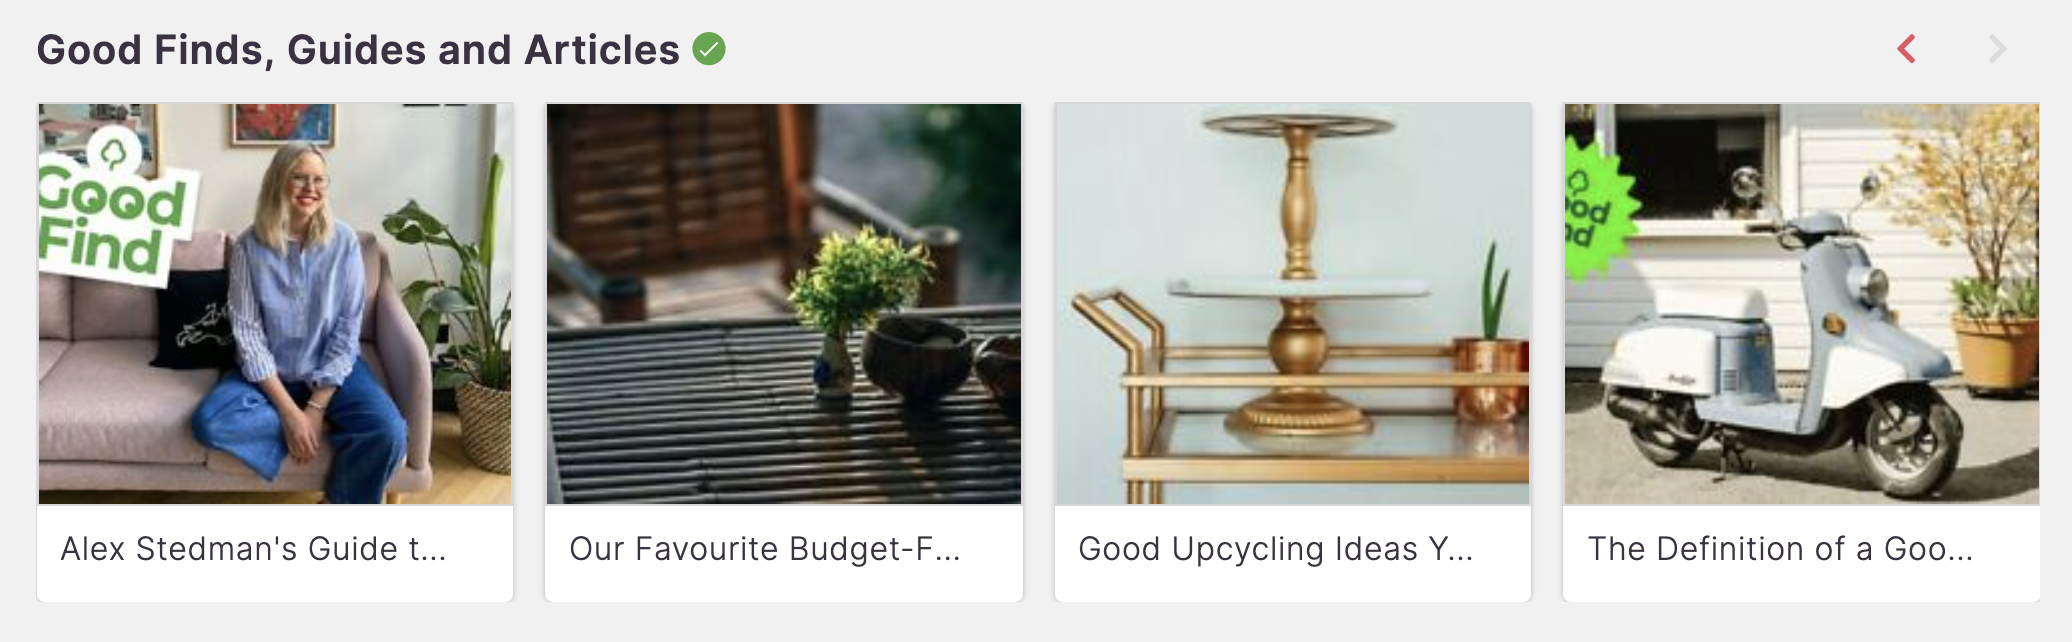 Good Finds, Guides and Articles
Good
Find
Alex Stedman's Guide t...
Our Favourite Budget-F...
Good Upcycling Ideas Y...
ood
nd
The Definition of a Goo...